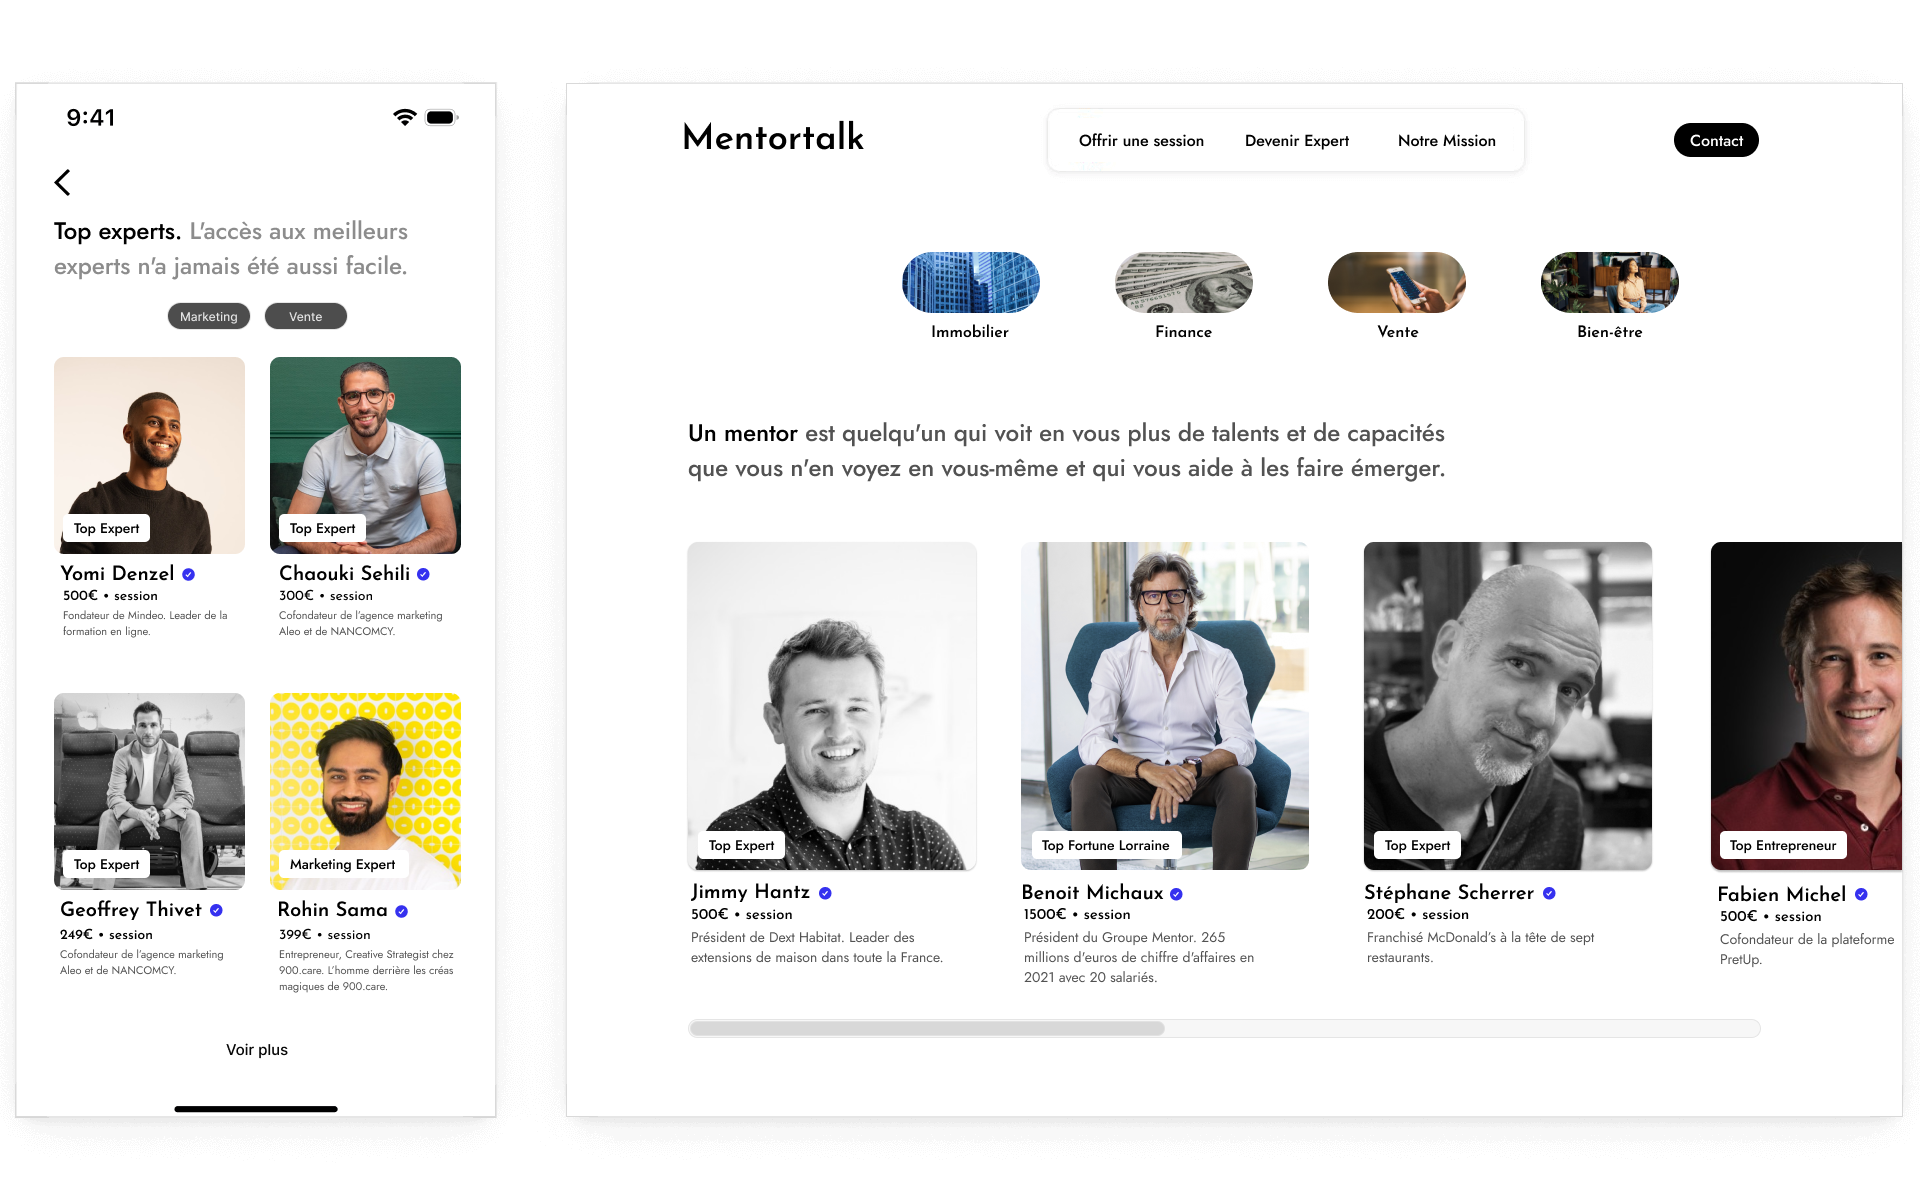 9:41
Top experts. L'accès aux meilleurs
experts n'a jamais été aussi facile.
Marketing
Vente
Top Expert
Top Expert
Yomi Denzel
500€ • session
Fondateur de Mindeo. Leader de la
formation en ligne.
Chaouki Sehili
300€ • session
Cofondateur de l'agence marketing
Aleo et de NANCOMCY.
Top Expert
Marketing Expert
Geoffrey Thivet
249€ • session
Cofondateur de l'agence marketing
Aleo et de NANCOMCY.
Rohin Sama
399€ • session
Entrepreneur, Creative Strategist chez
900.care. L'homme derrière les créas
magiques de 900.care.
Voir plus
Mentortalk
Offrir une session
Devenir Expert
Notre Mission
Contact
Immobilier
Finance
Vente
Bien-être
Un mentor est quelqu'un qui voit en vous plus de talents et de capacités
que vous n'en voyez en vous-même et qui vous aide à les faire émerger.
Top Expert
Top Fortune Lorraine
Top Expert
Top Entrepreneur
Jimmy Hantz
500€ • session
Président de Dext Habitat. Leader des
extensions de maison dans toute la France.
Benoit Michaux
1500€ • session
Président du Groupe Mentor. 265
millions d'euros de chiffre d'affaires en
2021 avec 20 salariés.
Stéphane Scherrer
200€ • session
Franchisé McDonald's à la tête de sept
restaurants.
Fabien Michel
500€ • session
Cofondateur de la plateforme
PretUp.